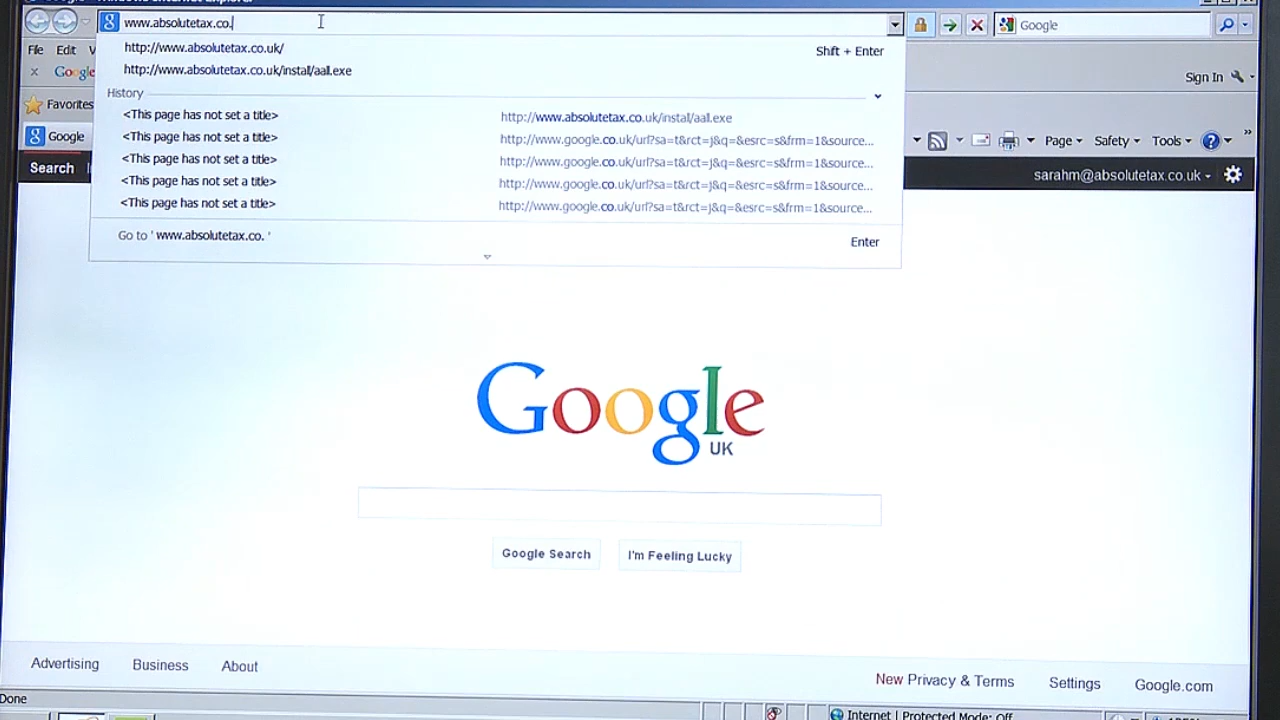 www.absolutetax.co.
Google
http://www.absolutetax.co.uk/ Shift + Enter
File Edit
http://www.absolutetax.co.uk/install/aall.exe
Google Sign In
History
Favorites
<This page has not set a title> http://www.absolutetax.co.uk/install/aall.exe
Google <This page has not set a title> http://www.google.co.uk/url?sa=t&rct=j&q=&esrc=s&frm=1&source... Page Safety Tools
<This page has not set a title> http://www.google.co.uk/url?sa=t&rct=j&q=&esrc=s&frm=1&source...
Search sarahm@absolutetax.co.uk
<This page has not set a title> http://www.google.co.uk/url?sa=t&rct=j&q=&esrc=s&frm=1&source...
<This page has not set a title> http://www.google.co.uk/url?sa=t&rct=j&q=&esrc=s&frm=1&source...
Go to ' www.absolutetax.co. ' Enter
Google
UK
Google Search I'm Feeling Lucky
Advertising Business About New Privacy & Terms Settings Google.com
Done
Internet | Protected Mode: Off